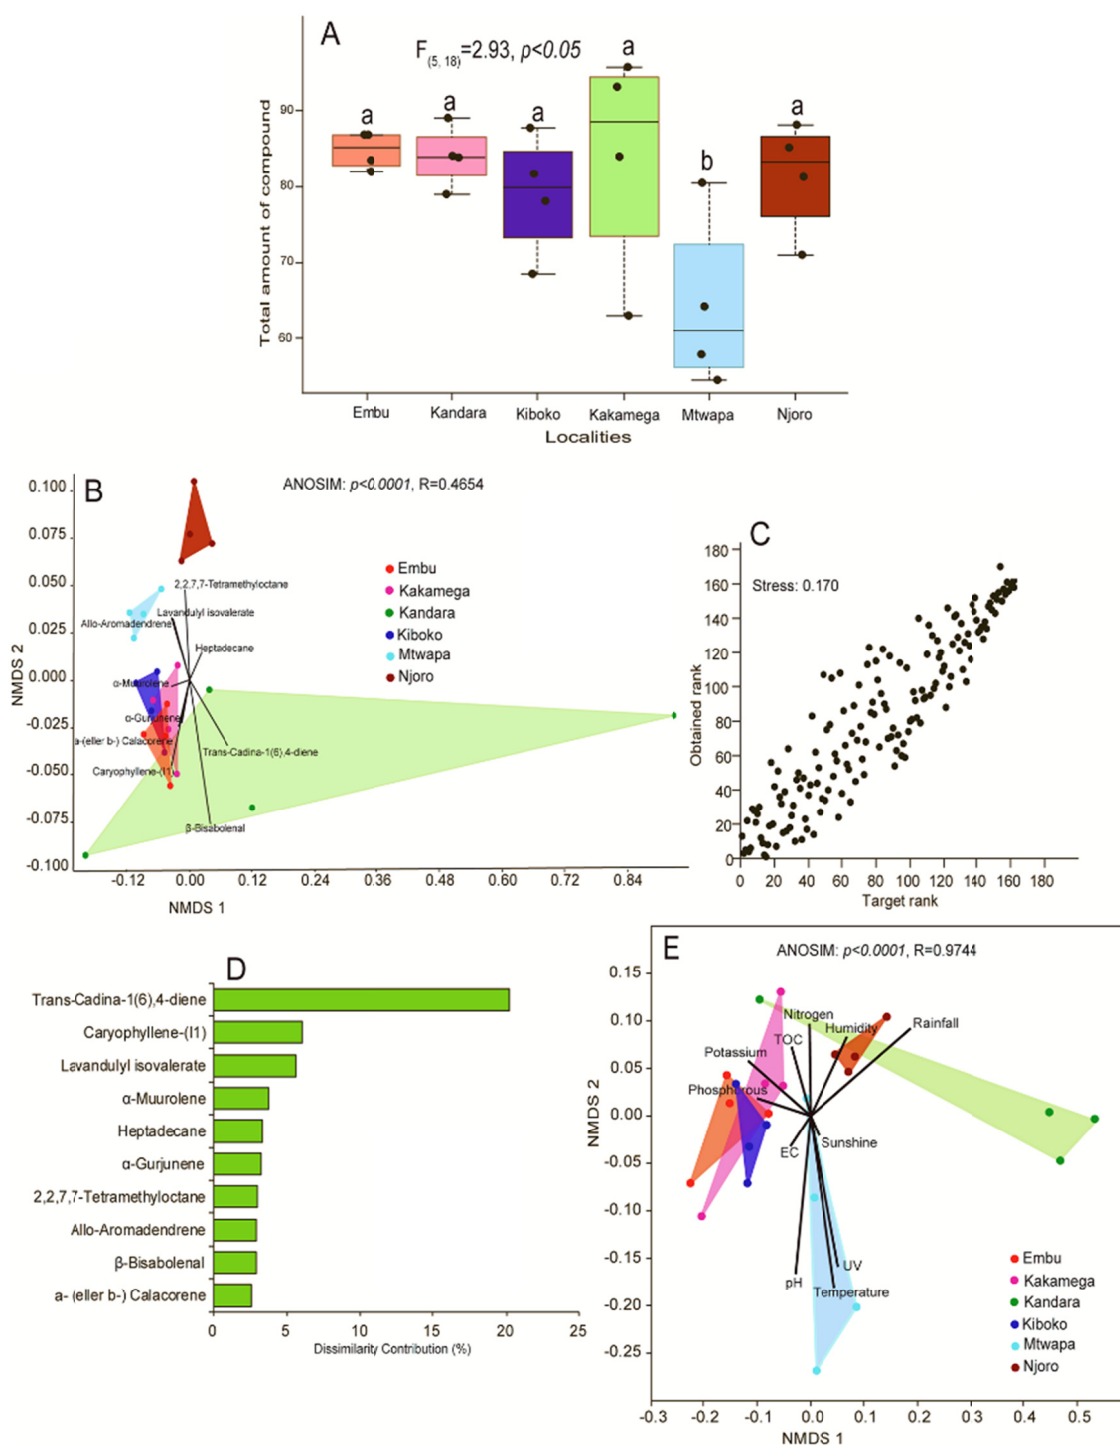 A
F(5, 18)=2.93, p<0.05
a
a
a
a
b
a
Total amount of compound
90
80
70
60
Embu
Kandara
Kiboko
Kakamega
Mtwapa
Njoro
Localities
B
ANOSIM: p<0.0001, R=0.4654
NMDS 2
0.100
0.075
0.050
0.025
0.000
-0.025
-0.050
-0.075
-0.100
2,2,7,7-Tetramethyloctane
Lavandulyl isovalerate
Allo-Aromadendrene
Heptadecane
α-Muurolene
α-Gurjunene
a-(eller b-) Calacorene
Trans-Cadina-1(6),4-diene
Caryophyllene-(I1)
β-Bisabolenal
Embu
Kakamega
Kandara
Kiboko
Mtwapa
Njoro
-0.12
0.00
0.12
0.24
0.36
0.48
0.60
0.72
0.84
NMDS 1
C
Stress: 0.170
Obtained rank
180
160
140
120
100
80
60
40
20
0
0
20
40
60
80
100
120
140
160
180
Target rank
D
Trans-Cadina-1(6),4-diene
Caryophyllene-(I1)
Lavandulyl isovalerate
α-Muurolene
Heptadecane
α-Gurjunene
2,2,7,7-Tetramethyloctane
Allo-Aromadendrene
β-Bisabolenal
a- (eller b-) Calacorene
0
5
10
15
20
25
Dissimilarity Contribution (%)
E
ANOSIM: p<0.0001, R=0.9744
NMDS 2
0.15
0.10
0.05
0.00
-0.05
-0.10
-0.15
-0.20
-0.25
Nitrogen
Humidity
Rainfall
TOC
Potassium
Phosphorous
Sunshine
EC
UV
pH
Temperature
Embu
Kakamega
Kandara
Kiboko
Mtwapa
Njoro
-0.3
-0.2
-0.1
0.0
0.1
0.2
0.3
0.4
0.5
NMDS 1